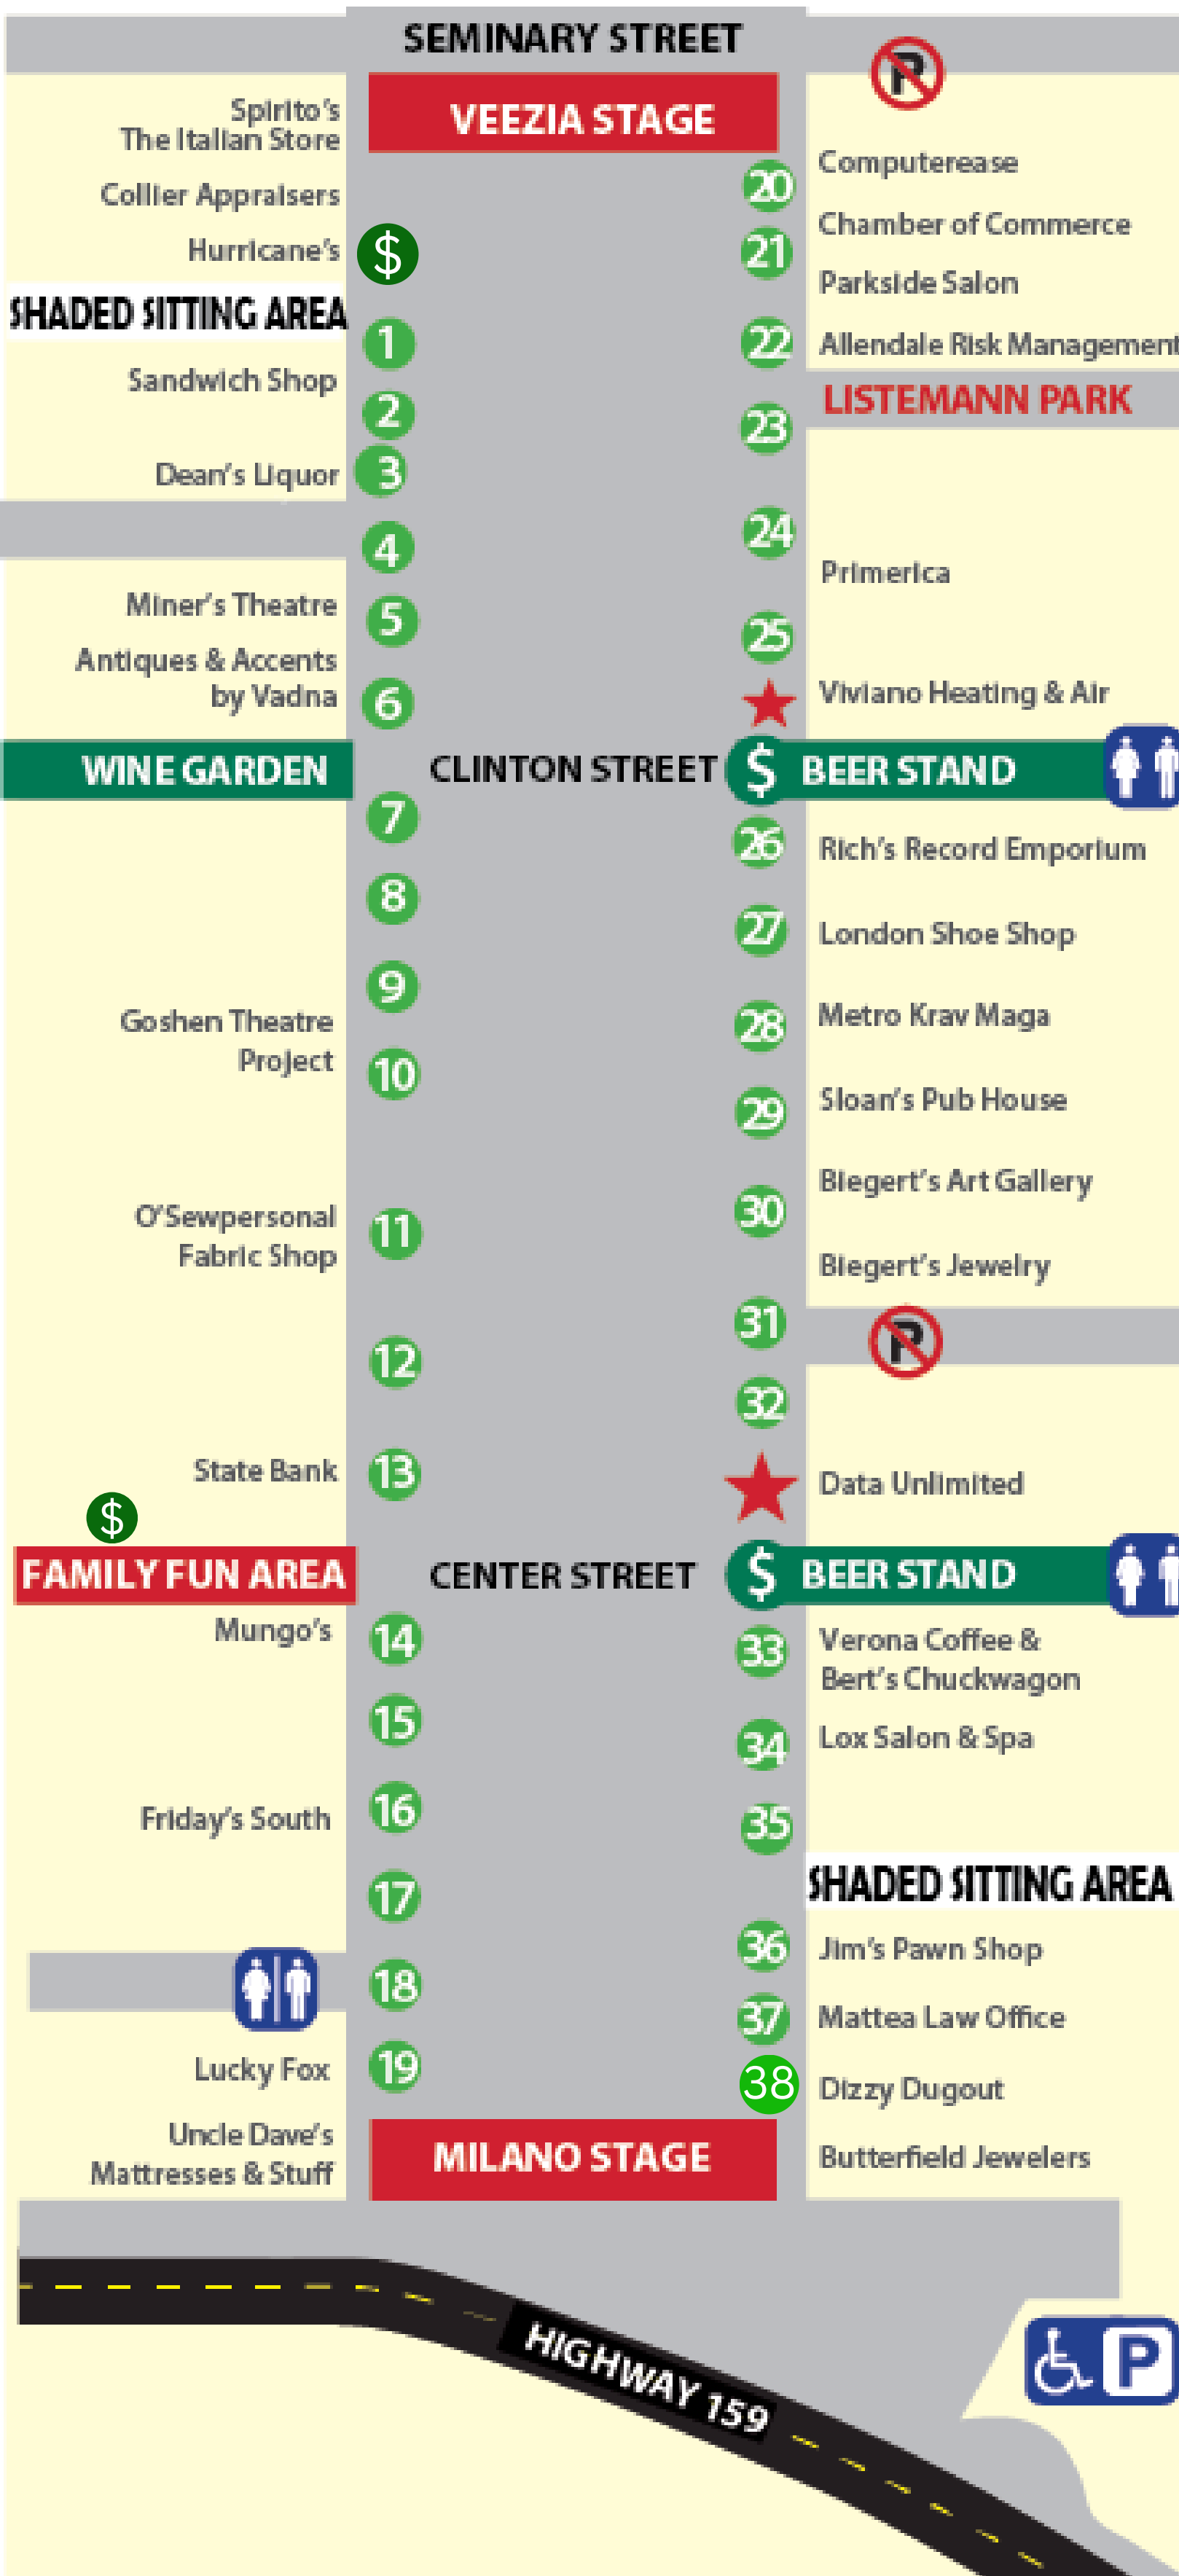 SEMINARY STREET
P
VEEZIA STAGE
Spirito's
The Italian Store
20
Computerease
Collier Appraisers
Chamber of Commerce
Hurricane's
$
21
Parkside Salon
SHADED SITTING AREA
1
22
Allendale Risk Management
Sandwich Shop
2
LISTEMANN PARK
23
Dean's Liquor
3
24
4
Primerica
Miner's Theatre
5
25
Antiques & Accents
by Vadna
6
Viviano Heating & Air
WINE GARDEN
CLINTON STREET
$
BEER STAND
7
26
Rich's Record Emporium
8
27
London Shoe Shop
9
28
Metro Krav Maga
Goshen Theatre
Project
10
29
Sloan's Pub House
Biegert's Art Gallery
O'Sewpersonal
Fabric Shop
11
30
Biegert's Jewelry
31
P
12
32
State Bank
13
Data Unlimited
$
FAMILY FUN AREA
CENTER STREET
$
BEER STAND
Mungo's
14
33
Verona Coffee &
Bert's Chuckwagon
15
34
Lox Salon & Spa
Friday's South
16
35
17
SHADED SITTING AREA
36
Jim's Pawn Shop
18
37
Mattea Law Office
Lucky Fox
19
38
Dizzy Dugout
Uncle Dave's
Mattresses & Stuff
MILANO STAGE
Butterfield Jewelers
HIGHWAY 159
P